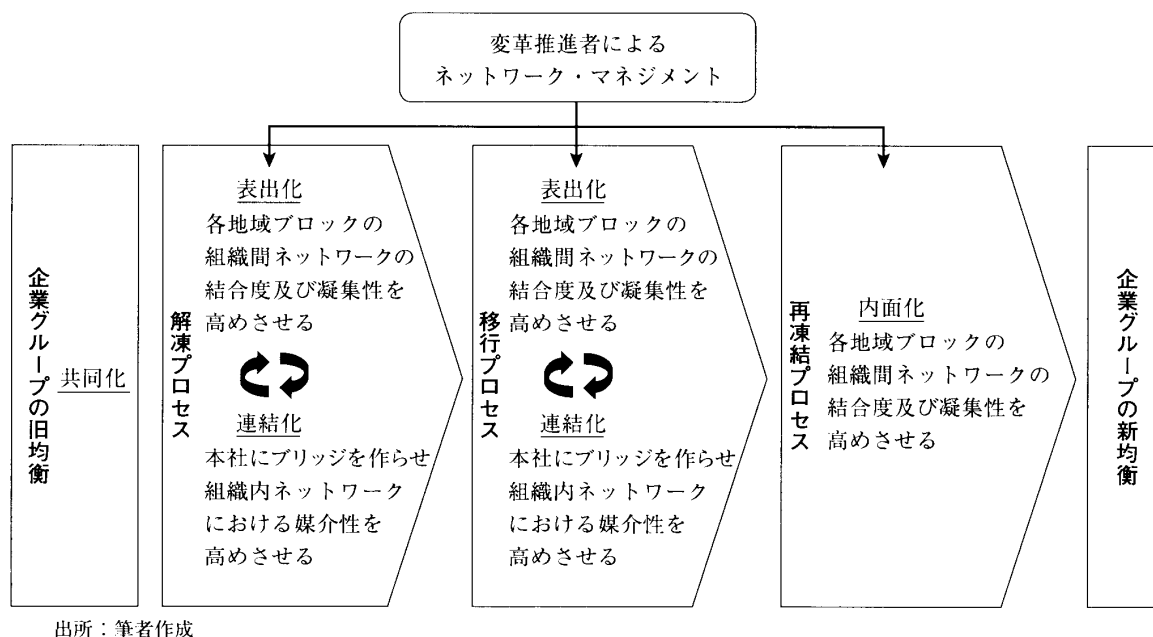 変革推進者による
ネットワーク・マネジメント
企業グループの旧均衡
共同化
解凍プロセス
表出化
各地域ブロックの
組織間ネットワークの
結合度及び凝集性を
高めさせる
連結化
本社にブリッジを作らせ
組織内ネットワーク
における媒介性を
高めさせる
移行プロセス
表出化
各地域ブロックの
組織間ネットワークの
結合度及び凝集性を
高めさせる
連結化
本社にブリッジを作らせ
組織内ネットワーク
における媒介性を
高めさせる
再凍結プロセス
内面化
各地域ブロックの
組織間ネットワークの
結合度及び凝集性を
高めさせる
企業グループの新均衡
出所：筆者作成